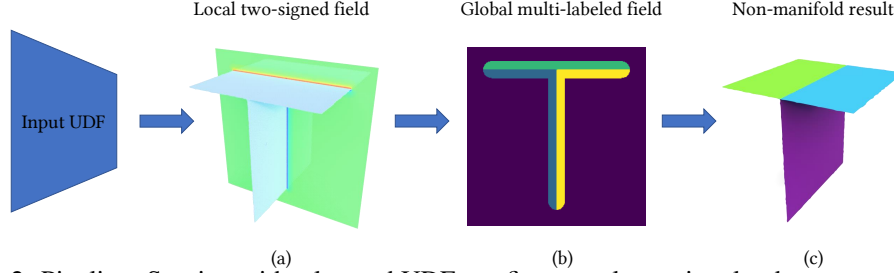 Local two-signed field
Global multi-labeled field
Non-manifold result
Input UDF
(a)
(b)
(c)